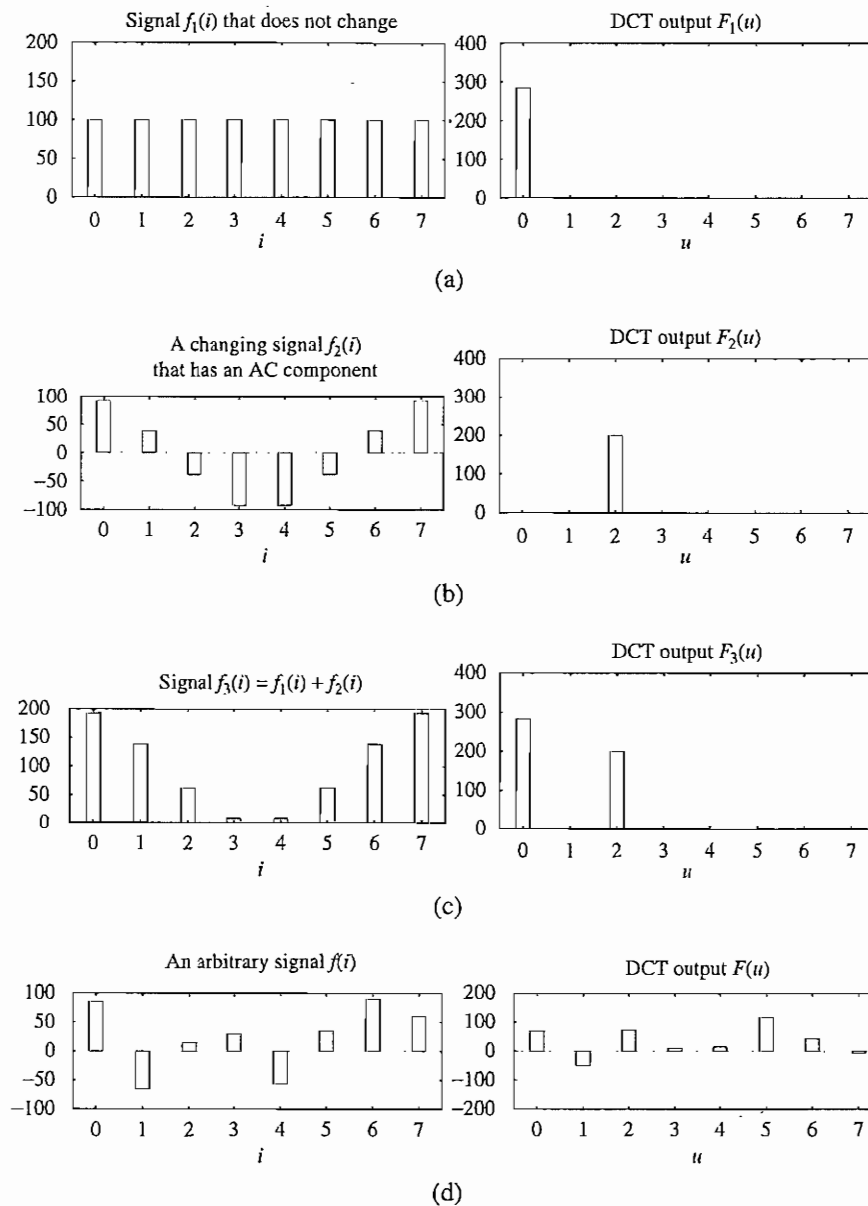 Signal f₁(i) that does not change
DCT output F₁(u)
200
150
100
50
0
0 1 2 3 4 5 6 7
i
400
300
200
100
0
0 1 2 3 4 5 6 7
u
(a)
A changing signal f₂(i)
that has an AC component
DCT output F₂(u)
100
50
0
−50
−100
0 1 2 3 4 5 6 7
i
400
300
200
100
0
0 1 2 3 4 5 6 7
u
(b)
Signal f₃(i) = f₁(i) + f₂(i)
DCT output F₃(u)
200
150
100
50
0
0 1 2 3 4 5 6 7
i
400
300
200
100
0
0 1 2 3 4 5 6 7
u
(c)
An arbitrary signal f(i)
DCT output F(u)
100
50
0
−50
−100
0 1 2 3 4 5 6 7
i
200
100
0
−100
−200
0 1 2 3 4 5 6 7
u
(d)